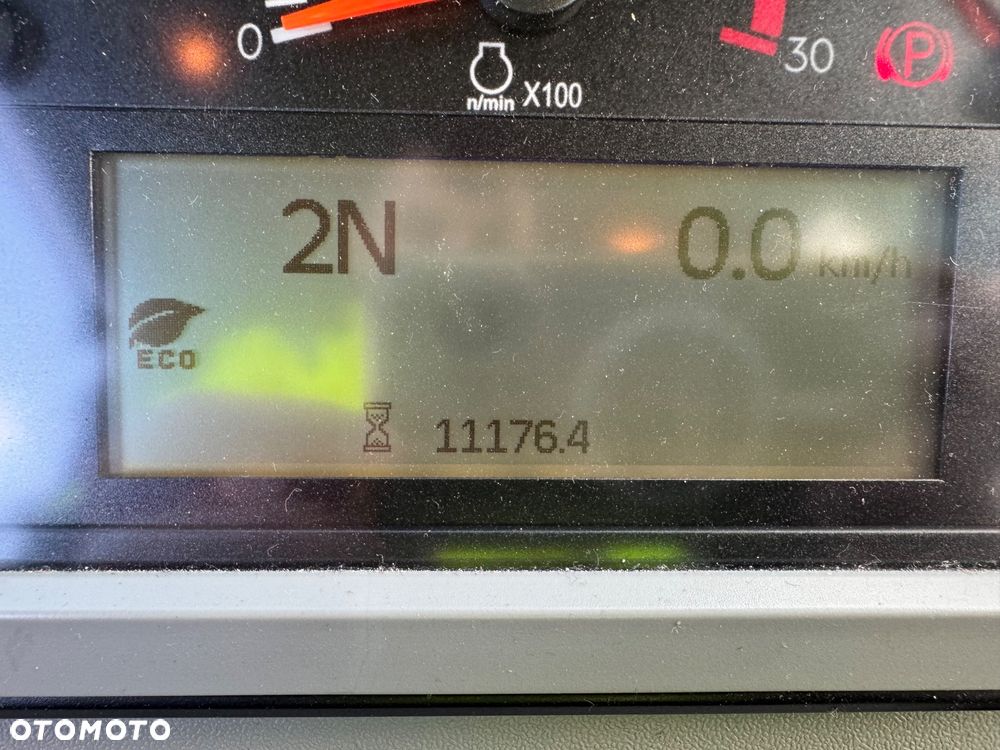 0 30 P
n/min X100
2N 0.0 km/h
ECO
11176.4
OTOMOTO